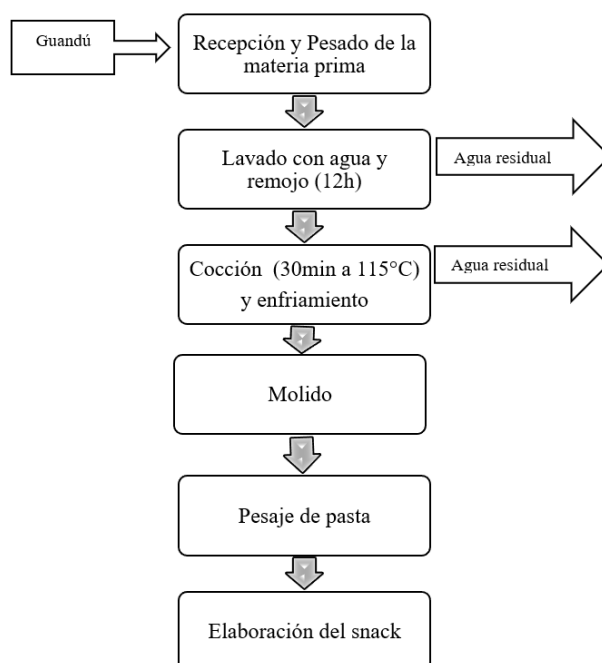 Guandú
Recepción y Pesado de la
materia prima
Lavado con agua y
remojo (12h)
Agua residual
Cocción (30min a 115°C)
y enfriamiento
Agua residual
Molido
Pesaje de pasta
Elaboración del snack